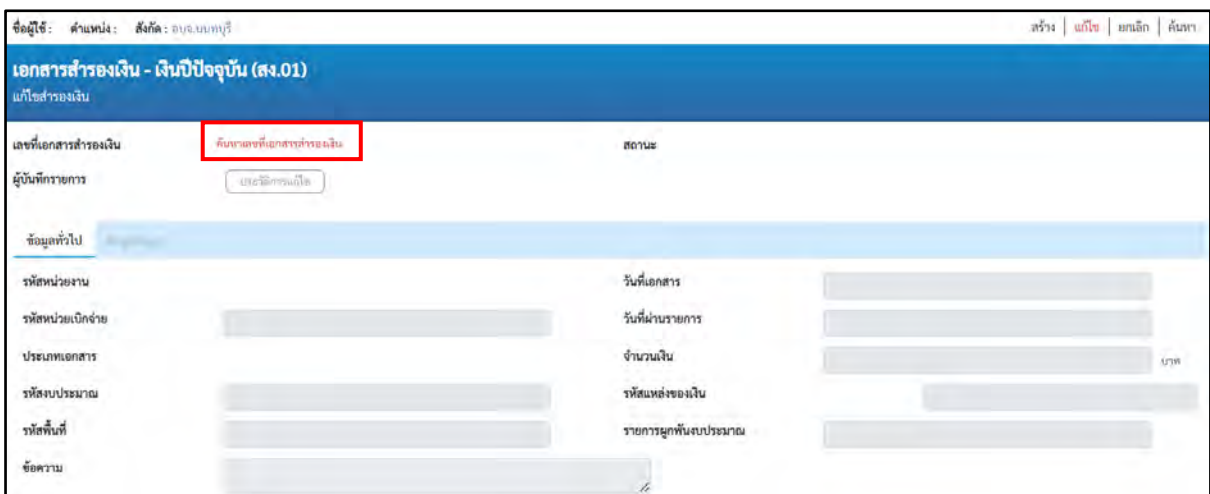 ชื่อผู้ใช้ : ตำแหน่ง : สังกัด : อบจ.นนทบุรี สร้าง | แก้ไข | ยกเลิก | ค้นหา
เอกสารสำรองเงิน - เงินปีปัจจุบัน (สง.01)
แก้ไขสำรองเงิน
เลขที่เอกสารสำรองเงิน ค้นหาเลขที่เอกสารสำรองเงิน สถานะ
ผู้บันทึกรายการ ประวัติการแก้ไข
ข้อมูลทั่วไป
รหัสหน่วยงาน วันที่เอกสาร
รหัสหน่วยเบิกจ่าย วันที่ผ่านรายการ
ประเภทเอกสาร จำนวนเงิน บาท
รหัสงบประมาณ รหัสแหล่งของเงิน
รหัสพื้นที่ รายการผูกพันงบประมาณ
ข้อความ